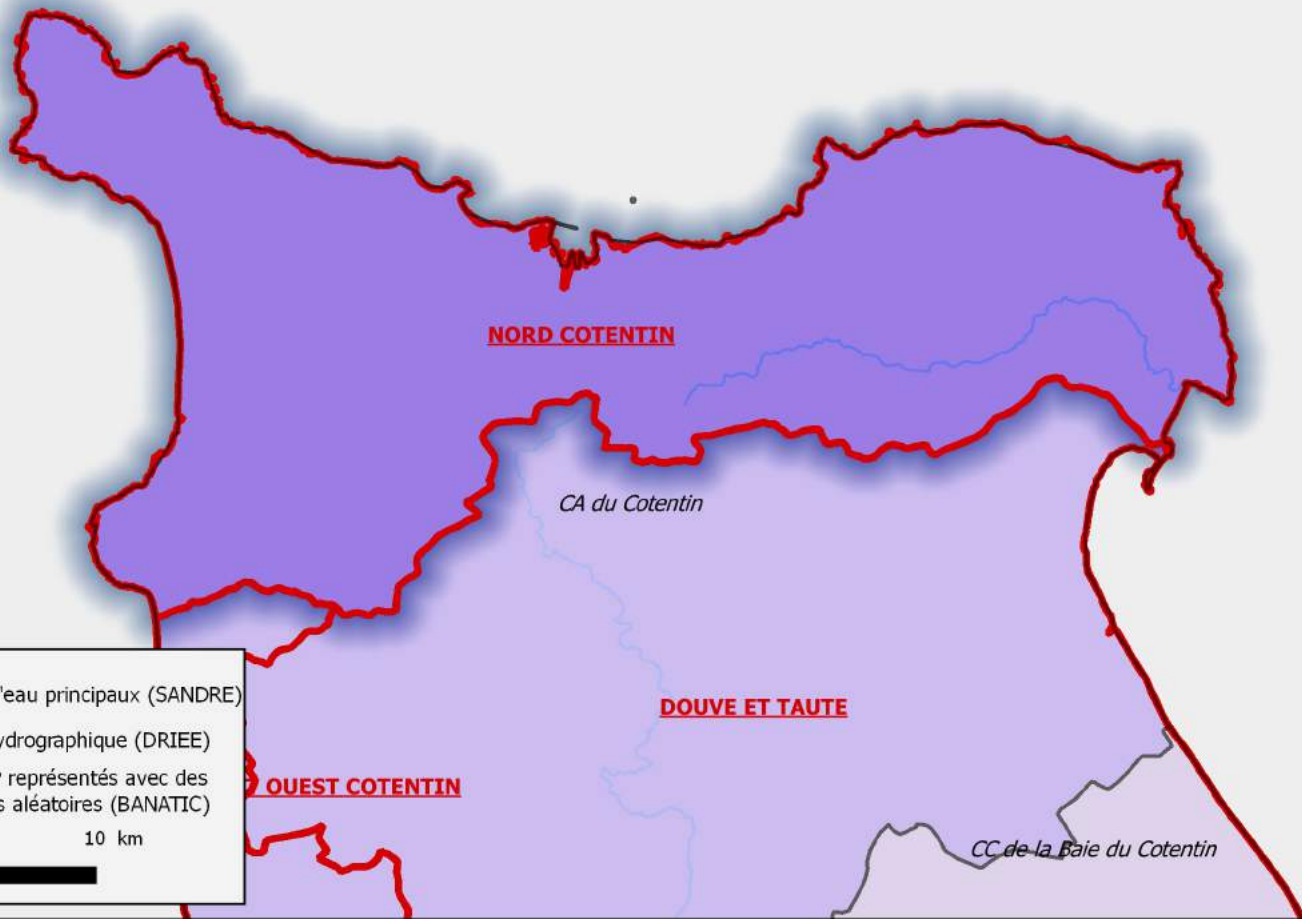 NORD COTENTIN
CA du Cotentin
DOUVE ET TAUTE
OUEST COTENTIN
CC de la Baie du Cotentin
'eau principaux (SANDRE)
ydrographique (DRIEE)
représentés avec des
s aléatoires (BANATIC)
10 km